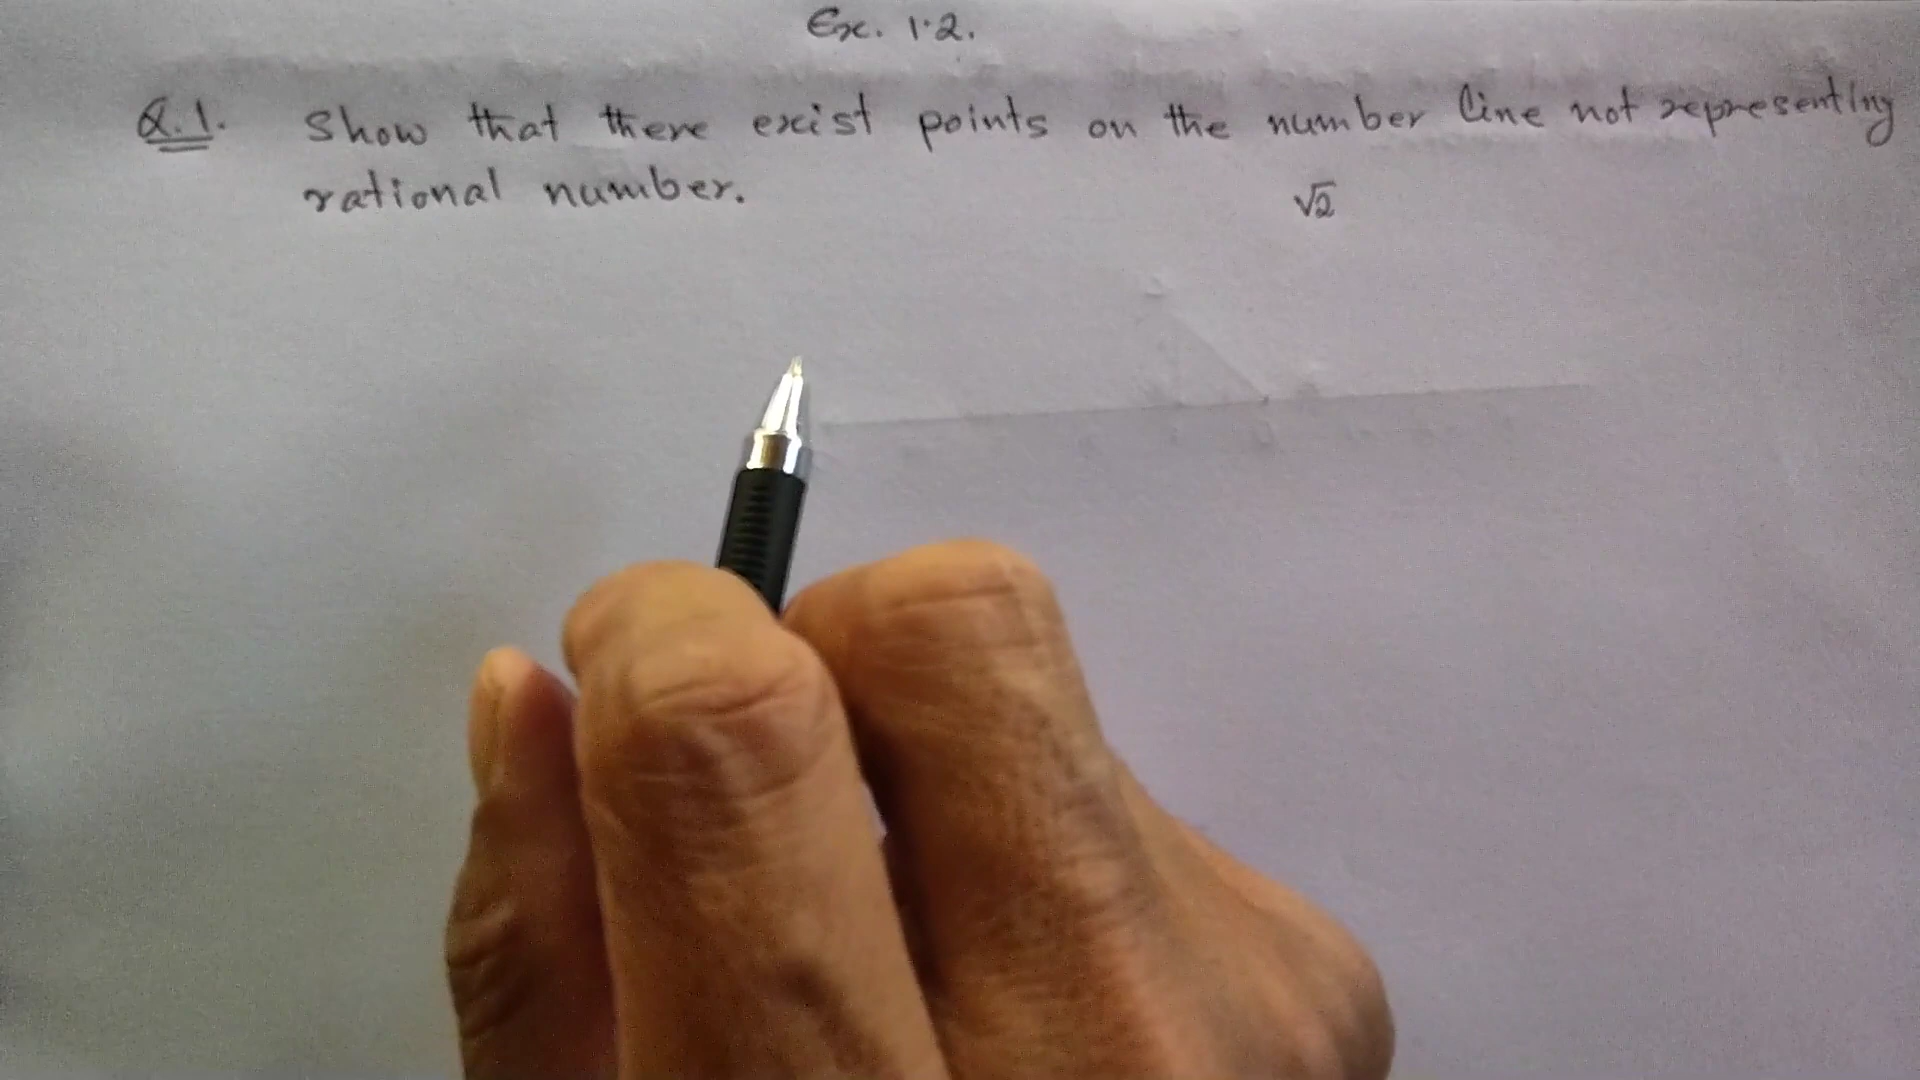 Ex. 1.2.
Q.1. Show that there exist points on the number line not representing
rational number.
√2